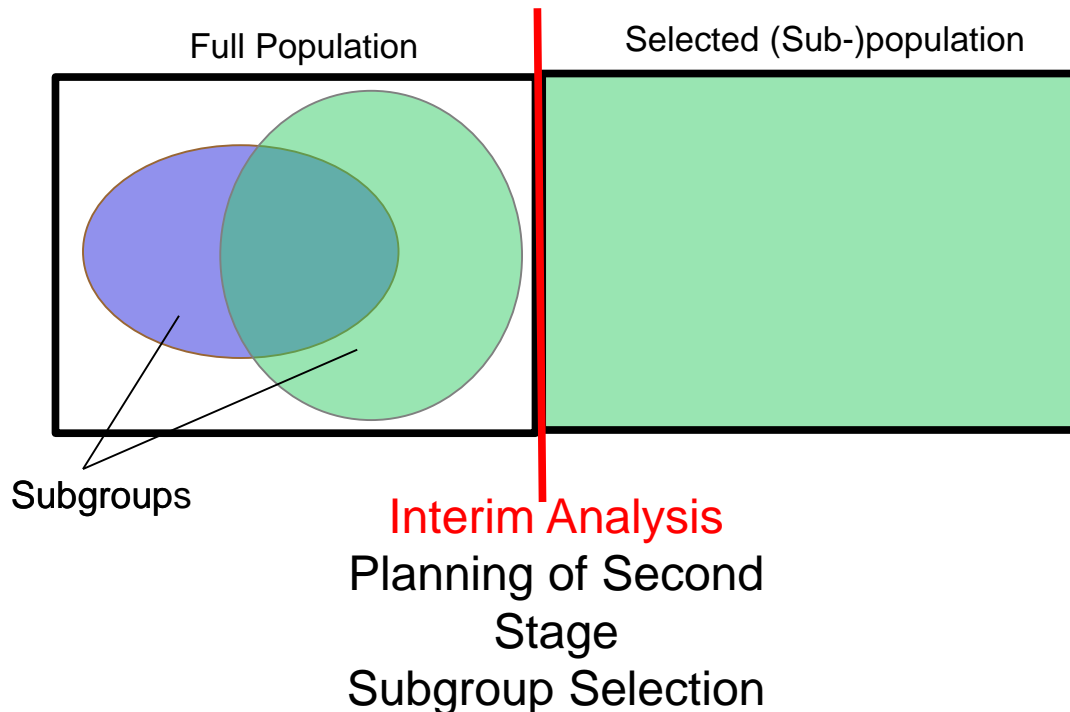 Full Population
Selected (Sub-)population
Subgroups
Interim Analysis
Planning of Second
Stage
Subgroup Selection